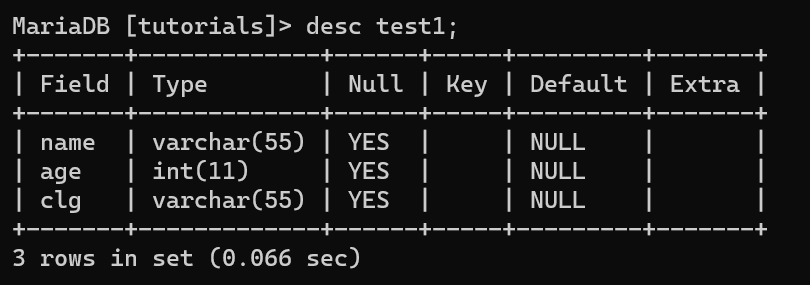 MariaDB [tutorials]> desc test1;
+-------+-------------+------+-----+---------+-------+
| Field | Type        | Null | Key | Default | Extra |
+-------+-------------+------+-----+---------+-------+
| name  | varchar(55) | YES  |     | NULL    |       |
| age   | int(11)     | YES  |     | NULL    |       |
| clg   | varchar(55) | YES  |     | NULL    |       |
+-------+-------------+------+-----+---------+-------+
3 rows in set (0.066 sec)